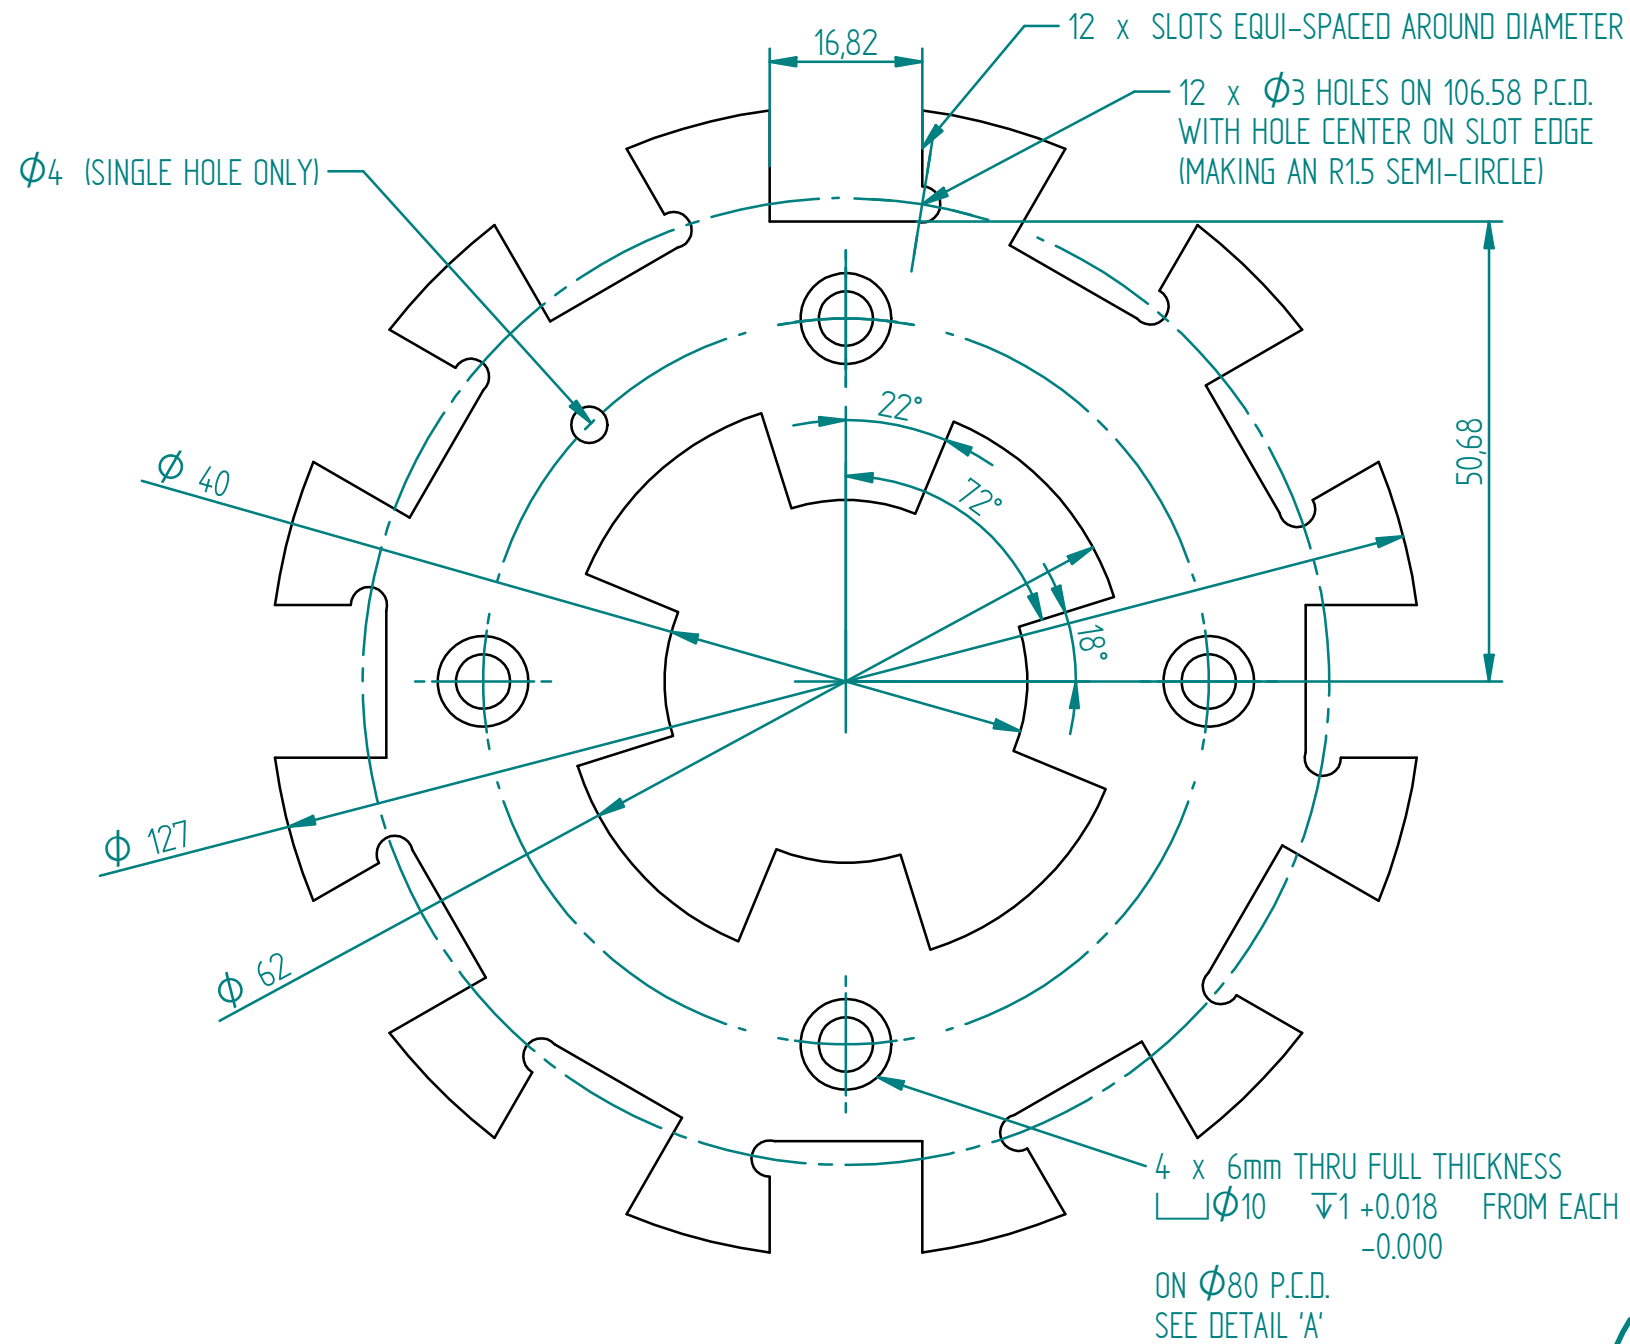 16,82
12 x SLOTS EQUI-SPACED AROUND DIAMETER
12 x Φ3 HOLES ON 106.58 P.C.D.
WITH HOLE CENTER ON SLOT EDGE
(MAKING AN R1.5 SEMI-CIRCLE)
Φ4 (SINGLE HOLE ONLY)
22°
72°
18°
50,68
Φ 40
Φ 127
Φ 62
4 x 6mm THRU FULL THICKNESS
⌴Φ10 ↧1 +0.018 FROM EACH
-0.000
ON Φ80 P.C.D.
SEE DETAIL 'A'